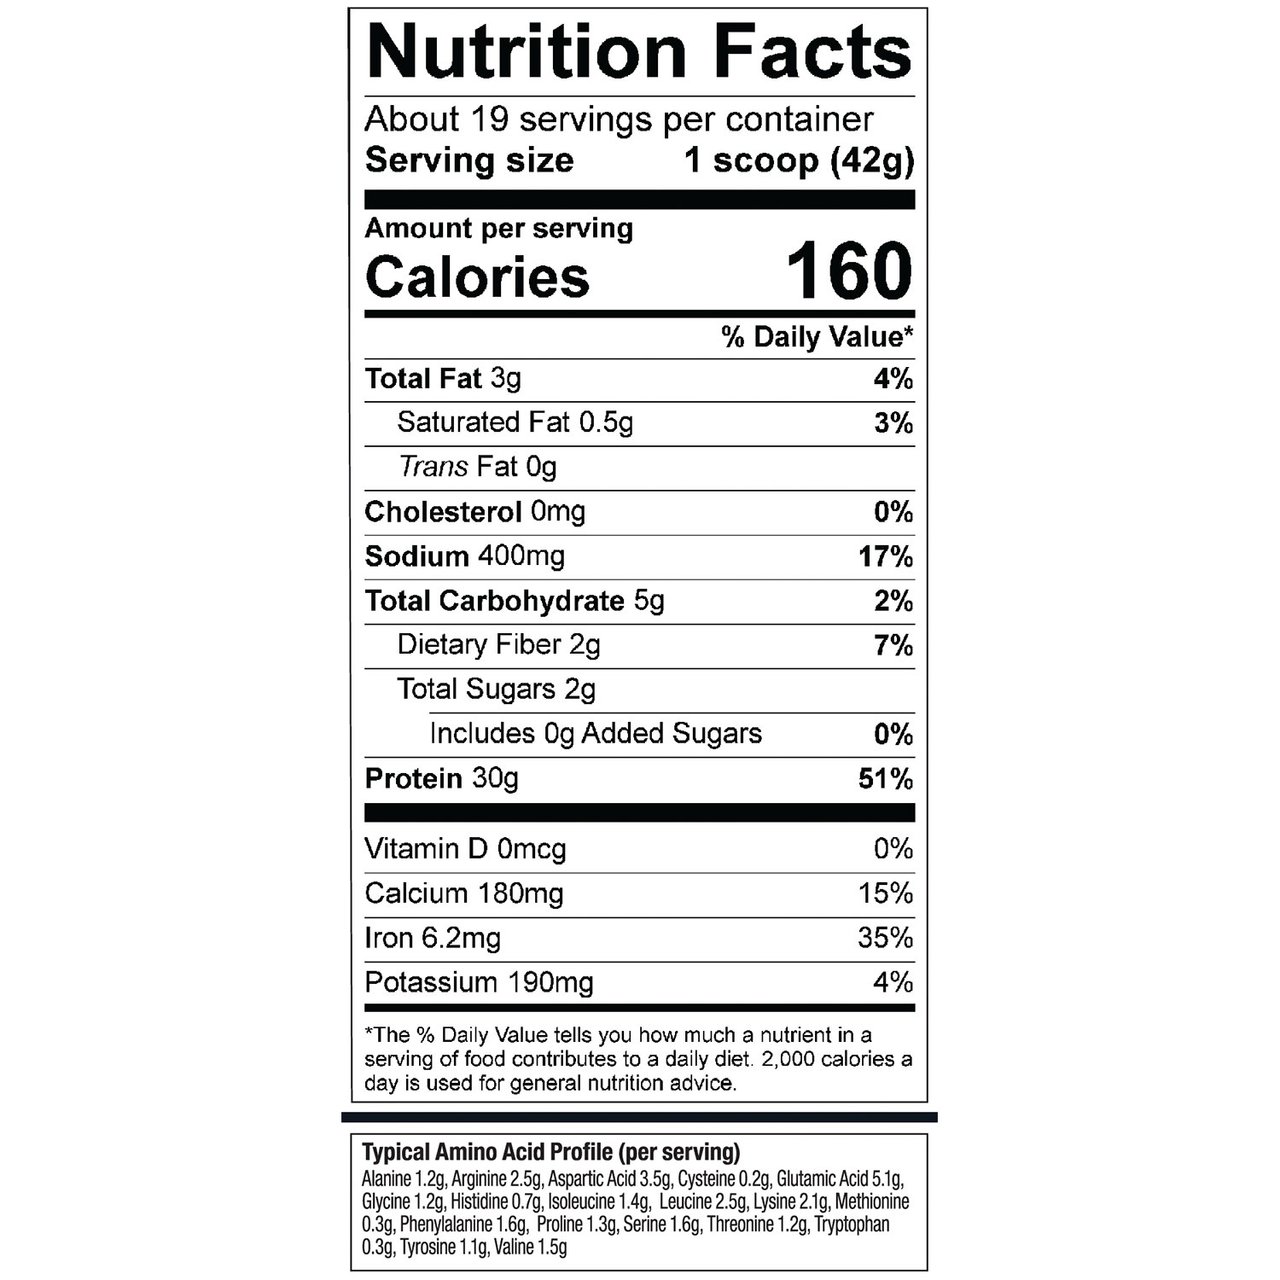 Nutrition Facts
About 19 servings per container
Serving size 1 scoop (42g)
Amount per serving
Calories 160
% Daily Value*
Total Fat 3g 4%
Saturated Fat 0.5g 3%
Trans Fat 0g
Cholesterol 0mg 0%
Sodium 400mg 17%
Total Carbohydrate 5g 2%
Dietary Fiber 2g 7%
Total Sugars 2g
Includes 0g Added Sugars 0%
Protein 30g 51%
Vitamin D 0mcg 0%
Calcium 180mg 15%
Iron 6.2mg 35%
Potassium 190mg 4%
*The % Daily Value tells you how much a nutrient in a
serving of food contributes to a daily diet. 2,000 calories a
day is used for general nutrition advice.
Typical Amino Acid Profile (per serving)
Alanine 1.2g, Arginine 2.5g, Aspartic Acid 3.5g, Cysteine 0.2g, Glutamic Acid 5.1g,
Glycine 1.2g, Histidine 0.7g, Isoleucine 1.4g, Leucine 2.5g, Lysine 2.1g, Methionine
0.3g, Phenylalanine 1.6g, Proline 1.3g, Serine 1.6g, Threonine 1.2g, Tryptophan
0.3g, Tyrosine 1.1g, Valine 1.5g